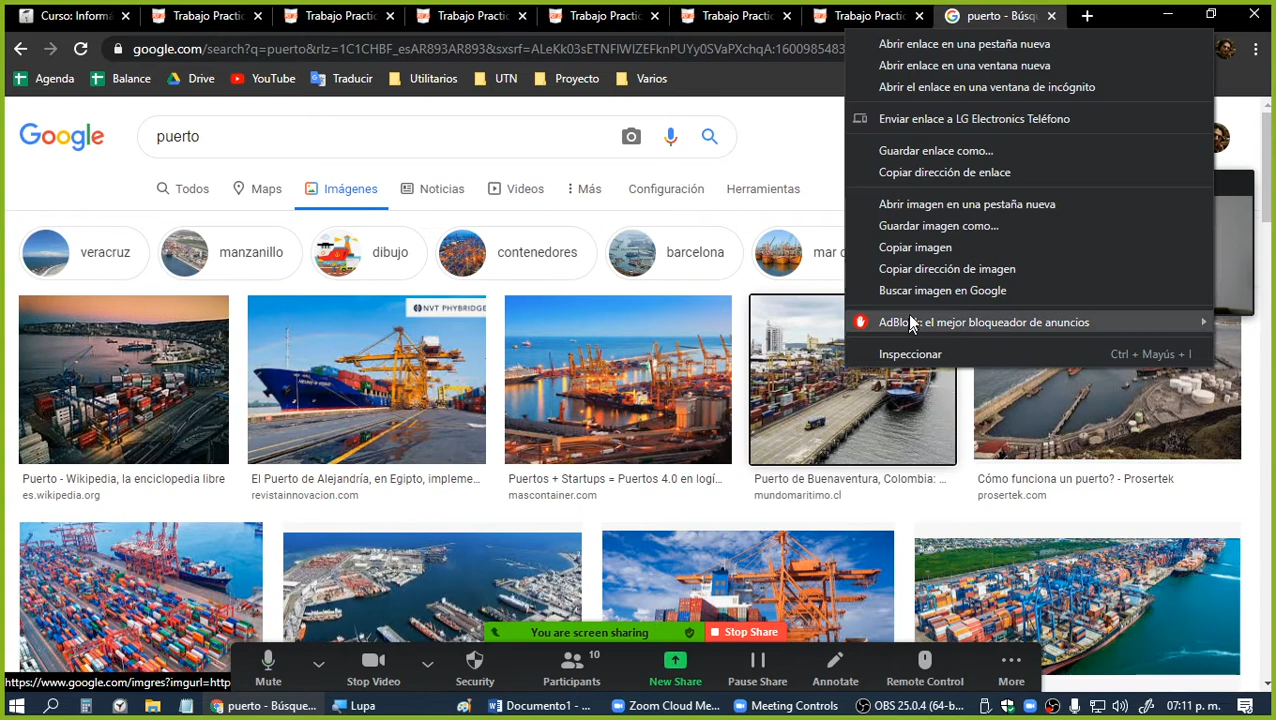 Curso: Informá
Trabajo Practic
Trabajo Practic
Trabajo Practic
Trabajo Practic
Trabajo Practic
Trabajo Practic
puerto - Búsqu
google.com/search?q=puerto&rlz=1C1CHBF_esAR893AR893&sxsrf=ALeKk03sETNFIWIZEFknPUYy0SVaPXchqA:1600985483
Agenda
Balance
Drive
YouTube
Traducir
Utilitarios
UTN
Proyecto
Varios
Google
puerto
Todos
Maps
Imágenes
Noticias
Videos
Más
Configuración
Herramientas
veracruz
manzanillo
dibujo
contenedores
barcelona
mar d
Abrir enlace en una pestaña nueva
Abrir enlace en una ventana nueva
Abrir el enlace en una ventana de incógnito
Enviar enlace a LG Electronics Teléfono
Guardar enlace como...
Copiar dirección de enlace
Abrir imagen en una pestaña nueva
Guardar imagen como...
Copiar imagen
Copiar dirección de imagen
Buscar imagen en Google
el mejor bloqueador de anuncios
Inspeccionar Ctrl + Mayús + I
NVT PHYBRIDGE
Puerto - Wikipedia, la enciclopedia libre
es.wikipedia.org
El Puerto de Alejandría, en Egipto, impleme...
revistainnovacion.com
Puertos + Startups = Puertos 4.0 en logí...
mascontainer.com
Puerto de Buenaventura, Colombia: ...
mundomaritimo.cl
Cómo funciona un puerto? - Prosertek
prosertek.com
You are screen sharing
Stop Share
Mute
Stop Video
Security
Participants
10
New Share
Pause Share
Annotate
Remote Control
More
https://www.google.com/imgres?imgurl=http
puerto - Búsque...
Lupa
Documento1 - ...
Zoom Cloud Me...
Meeting Controls
OBS 25.0.4 (64-b...
07:11 p. m.